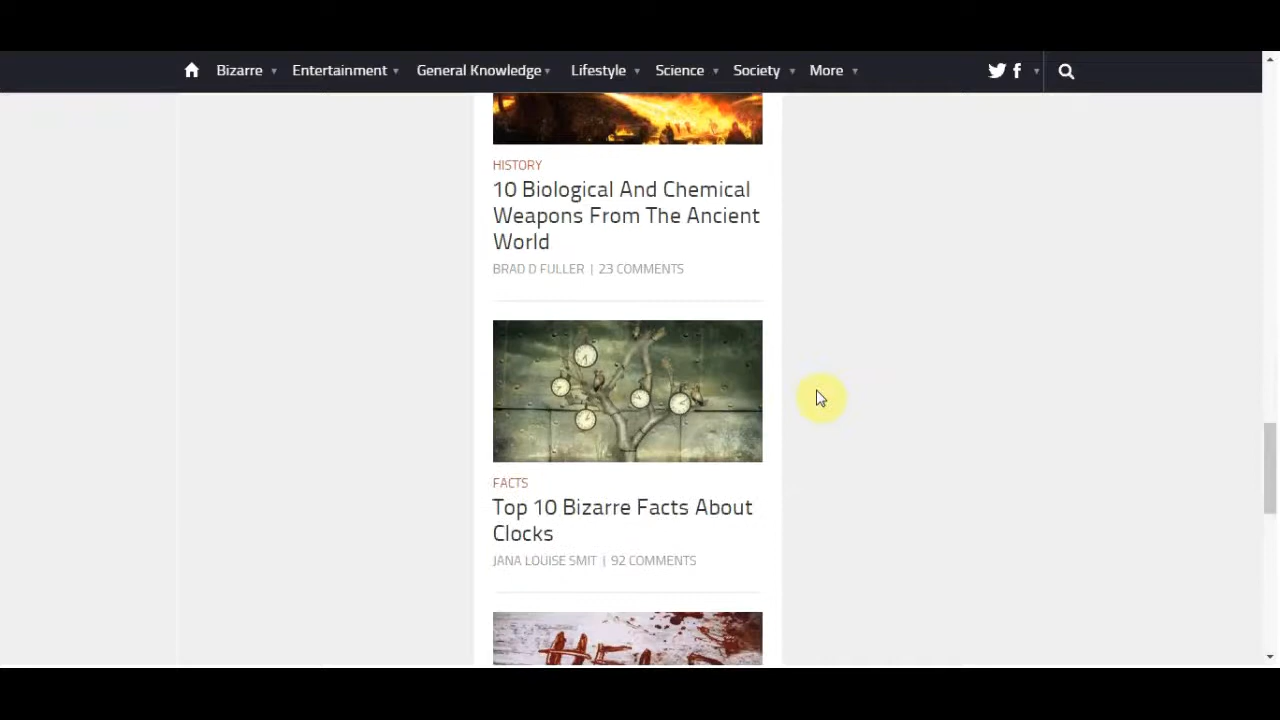 Bizarre Entertainment General Knowledge Lifestyle Science Society More
HISTORY
10 Biological And Chemical
Weapons From The Ancient
World
BRAD D FULLER | 23 COMMENTS
FACTS
Top 10 Bizarre Facts About
Clocks
JANA LOUISE SMIT | 92 COMMENTS